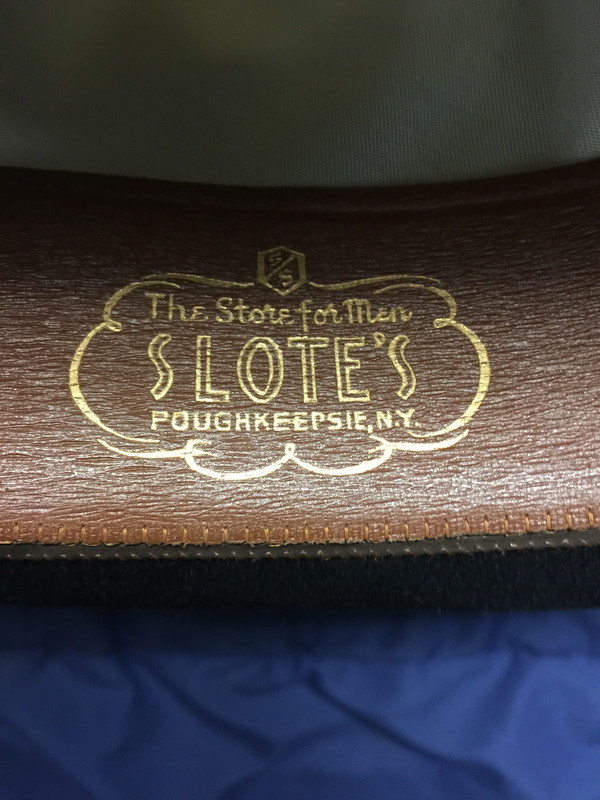 S/S
The Store for Men
SLOTE'S
POUGHKEEPSIE, N.Y.